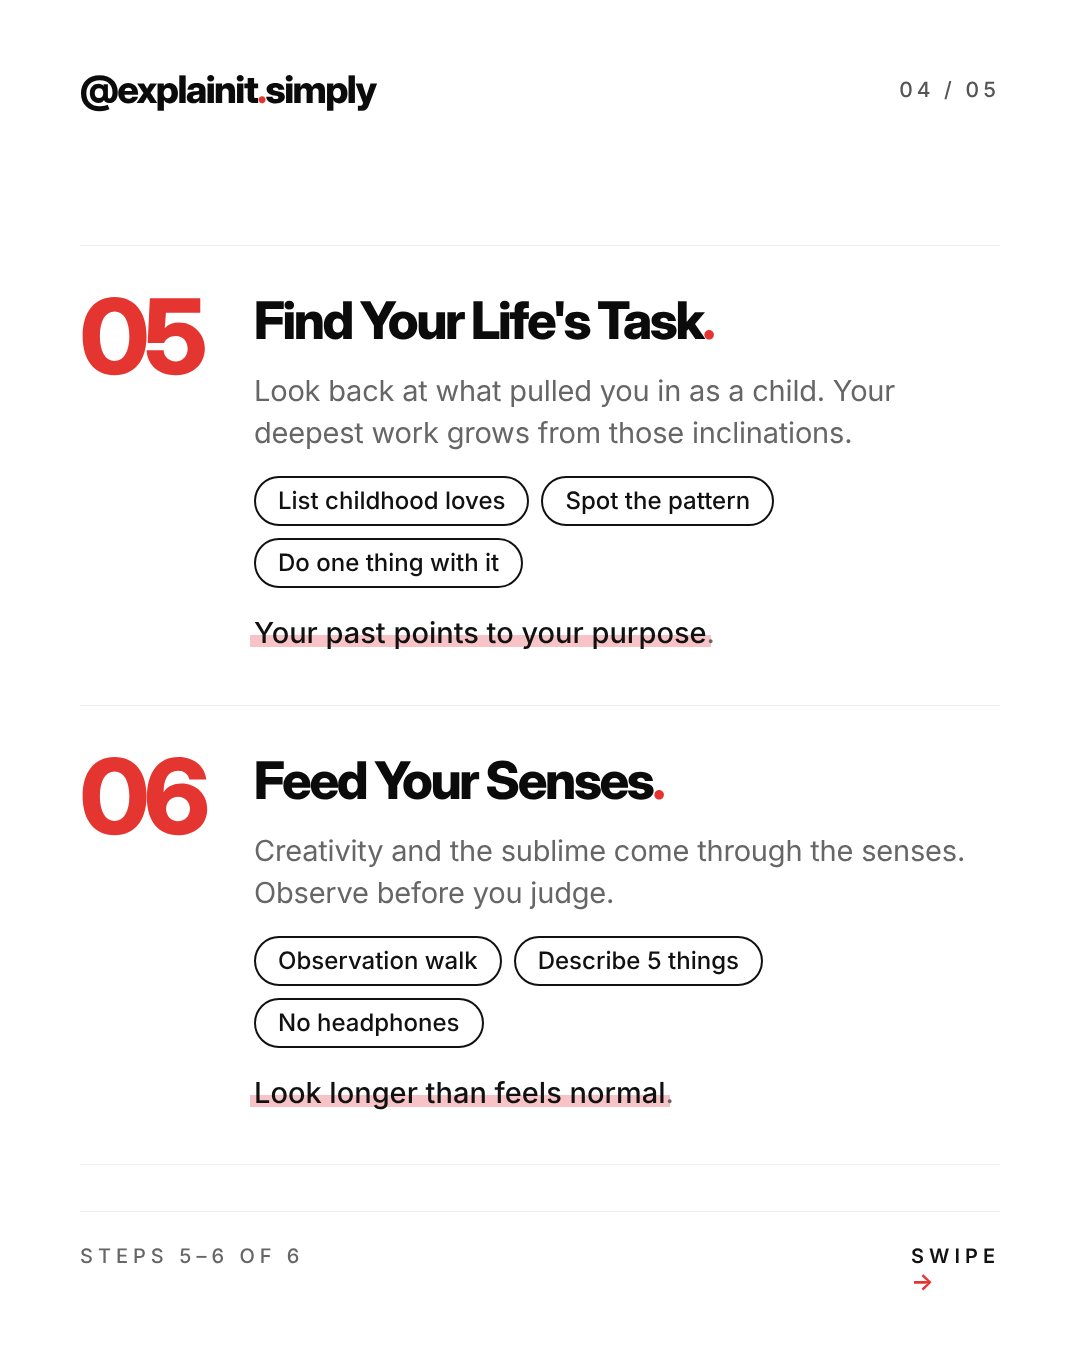 @explainit.simply
04 / 05
05
Find Your Life's Task.
Look back at what pulled you in as a child. Your
deepest work grows from those inclinations.
List childhood loves
Spot the pattern
Do one thing with it
Your past points to your purpose.
06
Feed Your Senses.
Creativity and the sublime come through the senses.
Observe before you judge.
Observation walk
Describe 5 things
No headphones
Look longer than feels normal.
STEPS 5–6 OF 6
SWIPE
→